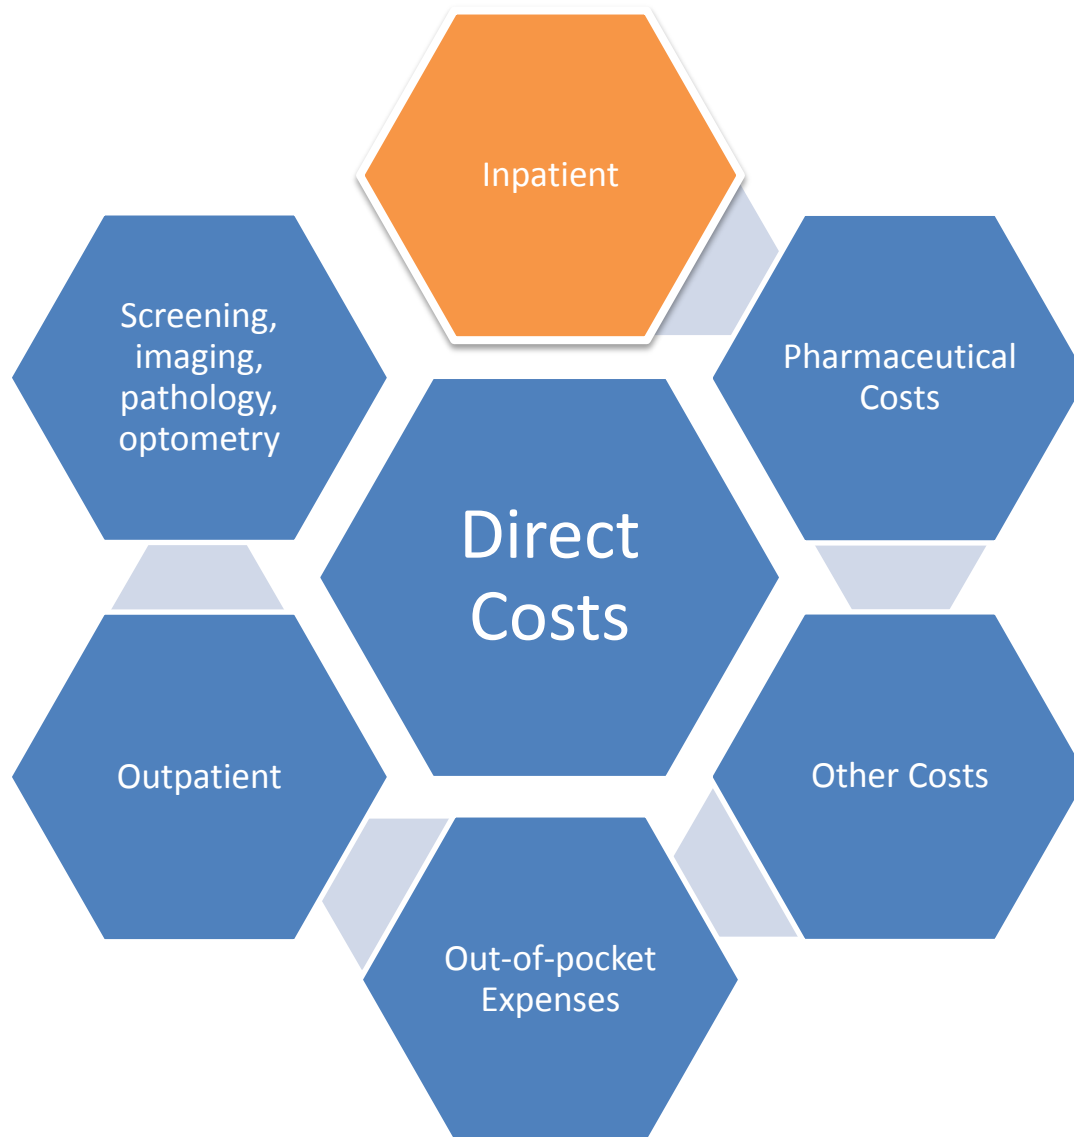 Inpatient
Screening,
imaging,
pathology,
optometry
Pharmaceutical
Costs
Direct
Costs
Outpatient
Other Costs
Out-of-pocket
Expenses